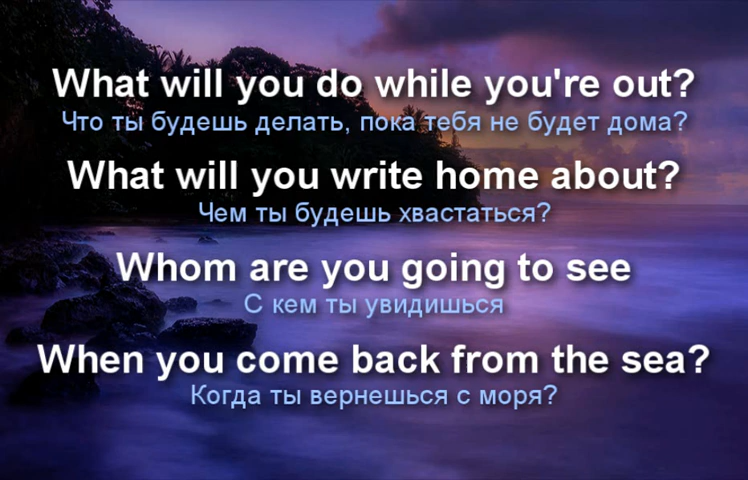 What will you do while you're out?
Что ты будешь делать, пока тебя не будет дома?
What will you write home about?
Чем ты будешь хвастаться?
Whom are you going to see
С кем ты увидишься
When you come back from the sea?
Когда ты вернешься с моря?